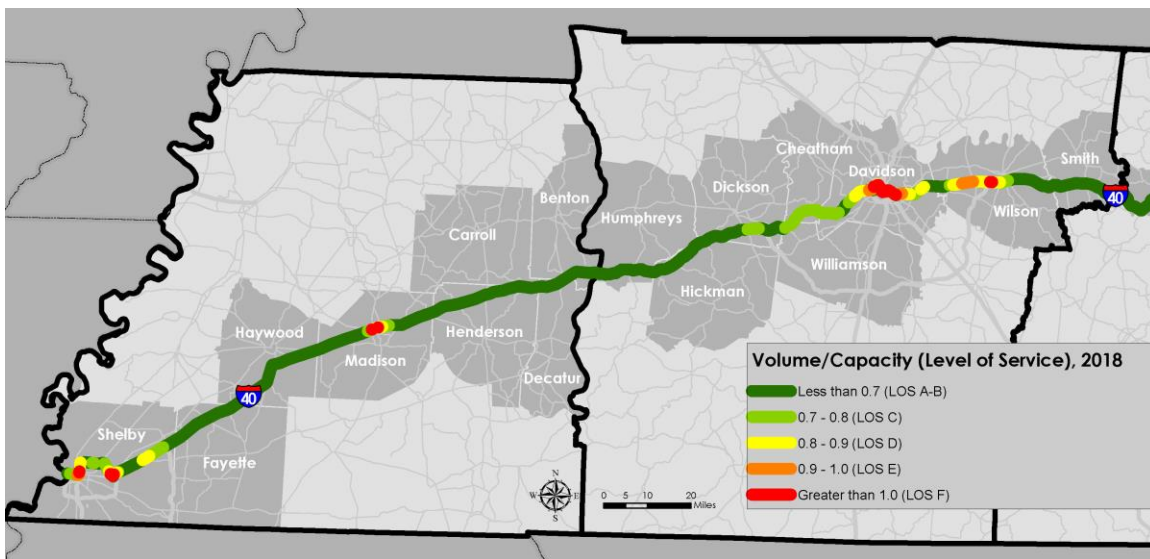 Cheatham
Davidson
Smith
Dickson
Benton
Humphreys
40
Wilson
Carroll
Williamson
Hickman
Haywood
Henderson
Madison
Decatur
40
Shelby
Fayette
N
W
E
S
0 5 10 20
Miles
Volume/Capacity (Level of Service), 2018
Less than 0.7 (LOS A-B)
0.7 - 0.8 (LOS C)
0.8 - 0.9 (LOS D)
0.9 - 1.0 (LOS E)
Greater than 1.0 (LOS F)